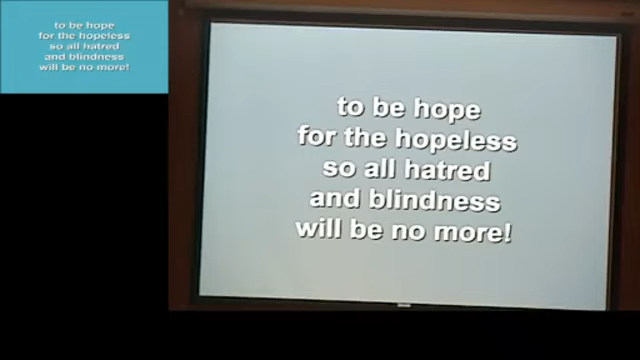 to be hope
for the hopeless
so all hatred
and blindness
will be no more!
to be hope
for the hopeless
so all hatred
and blindness
will be no more!